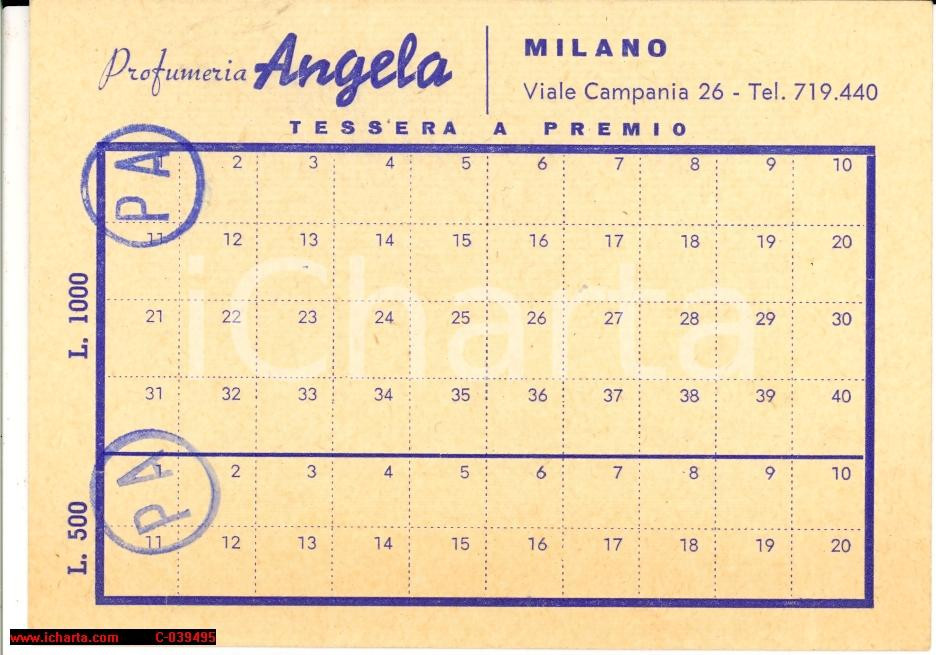 Profumeria Angela
MILANO
Viale Campania 26 - Tel. 719.440
TESSERA A PREMIO
L. 1000
PA
2 3 4 5 6 7 8 9 10
11 12 13 14 15 16 17 18 19 20
21 22 23 24 25 26 27 28 29 30
31 32 33 34 35 36 37 38 39 40
L. 500
PA
1 2 3 4 5 6 7 8 9 10
11 12 13 14 15 16 17 18 19 20
iCharta
www.icharta.com C-039495